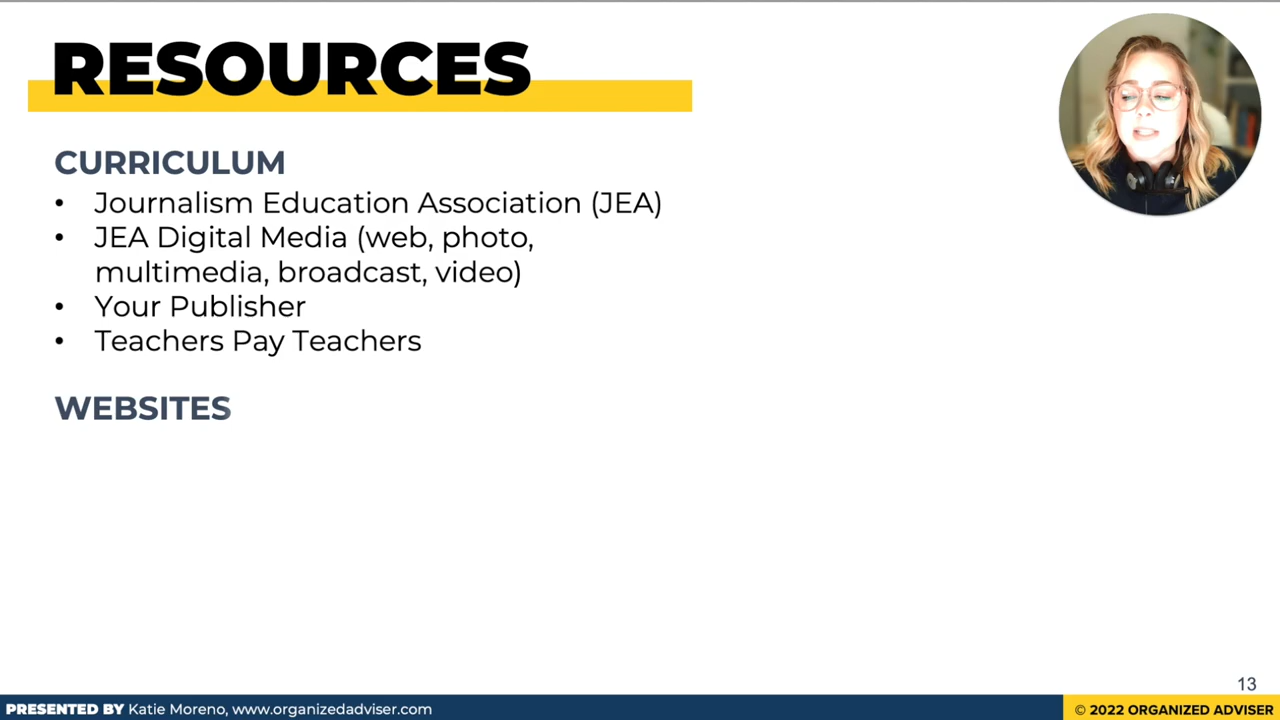 RESOURCES
CURRICULUM
• Journalism Education Association (JEA)
• JEA Digital Media (web, photo,
multimedia, broadcast, video)
• Your Publisher
• Teachers Pay Teachers
WEBSITES
13
PRESENTED BY Katie Moreno, www.organizedadviser.com
© 2022 ORGANIZED ADVISER